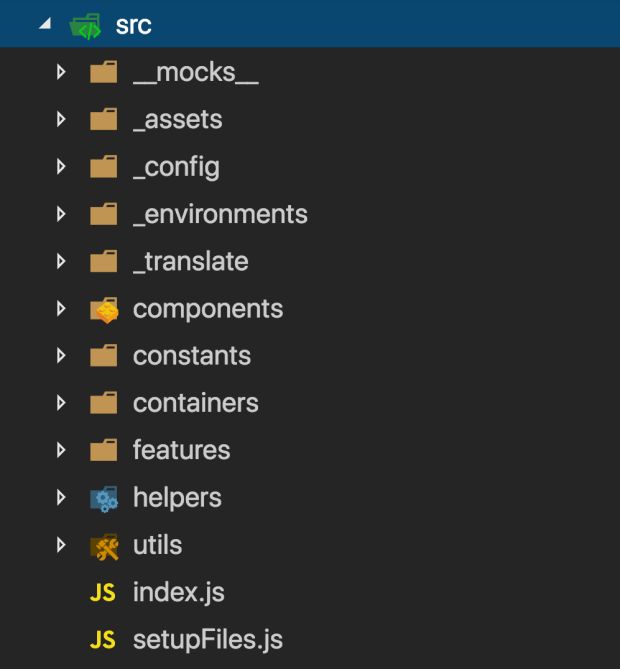 src
__mocks__
_assets
_config
_environments
_translate
components
constants
containers
features
helpers
utils
JS index.js
JS setupFiles.js